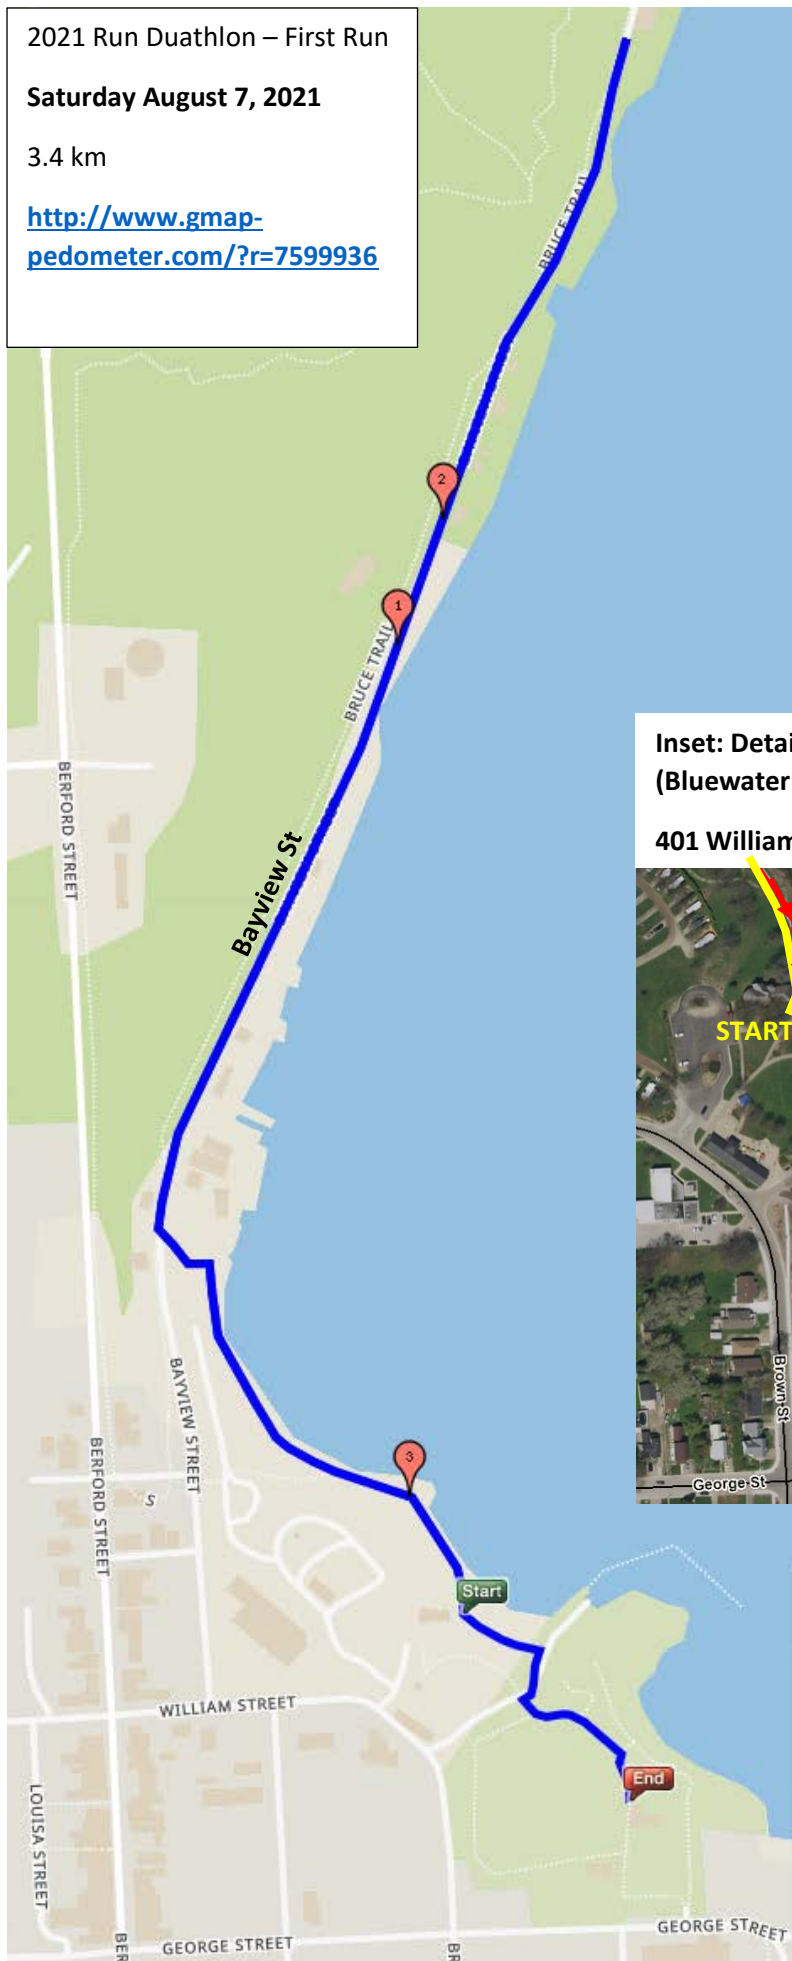 2021 Run Duathlon – First Run
Saturday August 7, 2021
3.4 km
http://www.gmap-
pedometer.com/?r=7599936
BRUCE TRAIL
2
1
BRUCE TRAIL
Inset: Detai
(Bluewater
401 William
BERFORD STREET
Bayview St
START
BAYVIEW STREET
Brown St
BERFORD STREET
3
S
George St
Start
WILLIAM STREET
End
LOUISA STREET
GEORGE STREET
GEORGE STREET
BER
BR